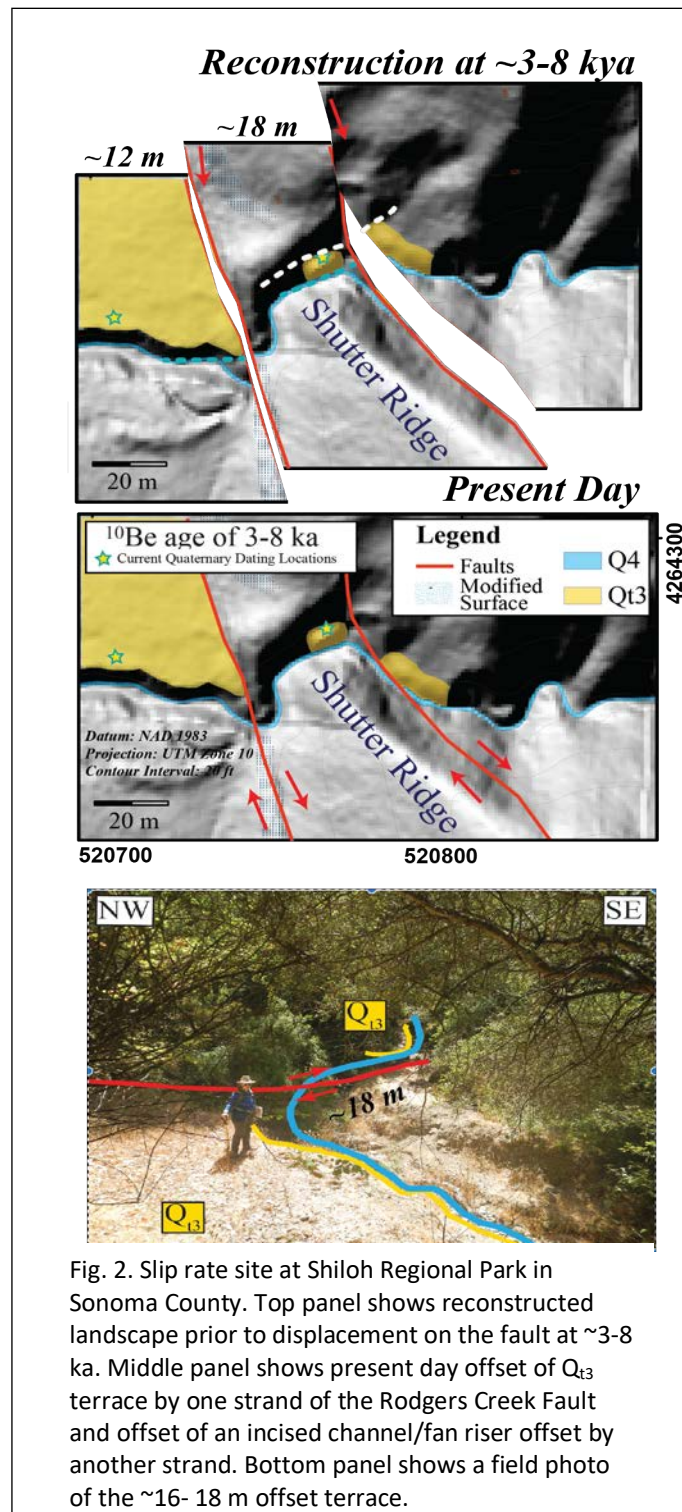 Reconstruction at ~3-8 kya
~18 m
~12 m
Shutter Ridge
20 m
Present Day
¹⁰Be age of 3-8 ka
Current Quaternary Dating Locations
Legend
Faults
Modified
Surface
Q4
Qt3
4264300
Shutter Ridge
Datum: NAD 1983
Projection: UTM Zone 10
Contour Interval: 20 ft
20 m
520700
520800
NW
SE
Qt3
~18 m
Qt3
Fig. 2. Slip rate site at Shiloh Regional Park in
Sonoma County. Top panel shows reconstructed
landscape prior to displacement on the fault at ~3-8
ka. Middle panel shows present day offset of Qt3
terrace by one strand of the Rodgers Creek Fault
and offset of an incised channel/fan riser offset by
another strand. Bottom panel shows a field photo
of the ~16- 18 m offset terrace.